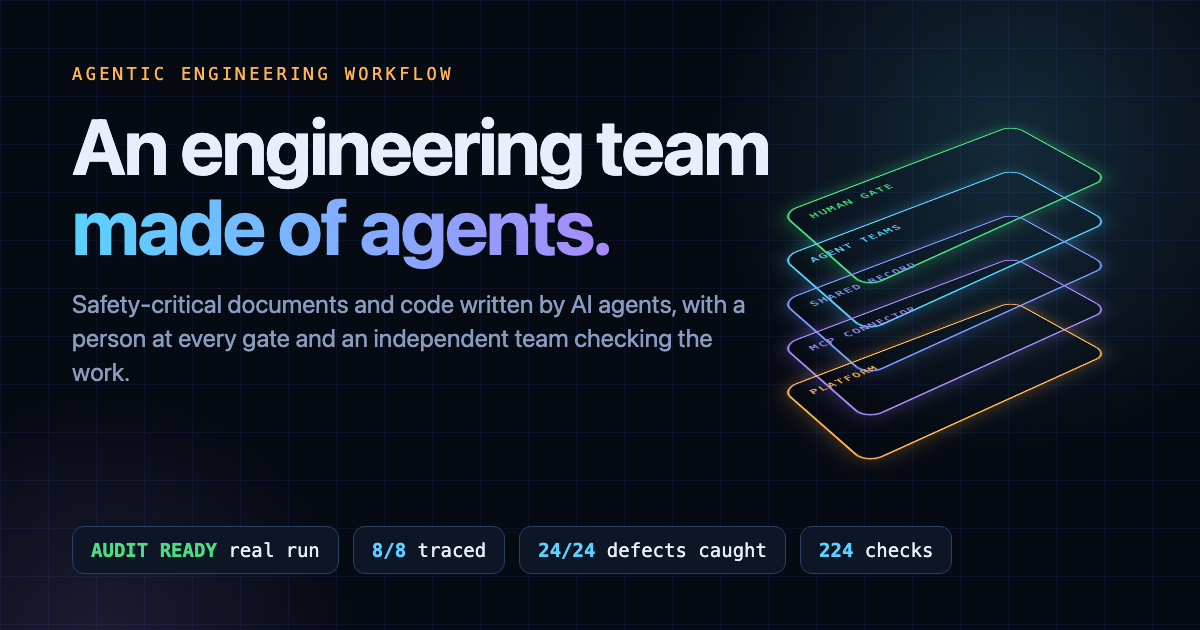 AGENTIC ENGINEERING WORKFLOW
An engineering team
made of agents.
Safety-critical documents and code written by AI agents, with a
person at every gate and an independent team checking the
work.
HUMAN GATE
AGENT TEAMS
SHARED RECORD
MCP CONNECTOR
PLATFORM
AUDIT READY real run
8/8 traced
24/24 defects caught
224 checks